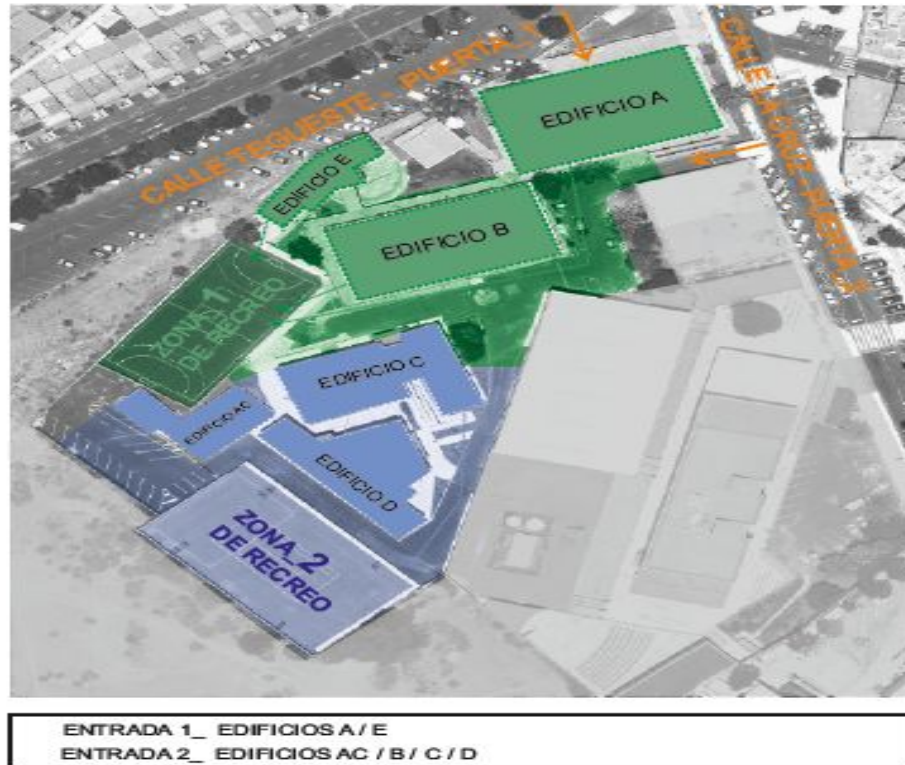 CALLE TEGUESTE - PUERTA_1
CALLE LA CRUZ - PUERTA_2
EDIFICIO A
EDIFICIO E
EDIFICIO B
ZONA_1
DE RECREO
EDIFICIO C
EDIFICIO AC
EDIFICIO D
ZONA_2
DE RECREO
ENTRADA 1_ EDIFICIOS A / E
ENTRADA 2_ EDIFICIOS AC / B / C / D